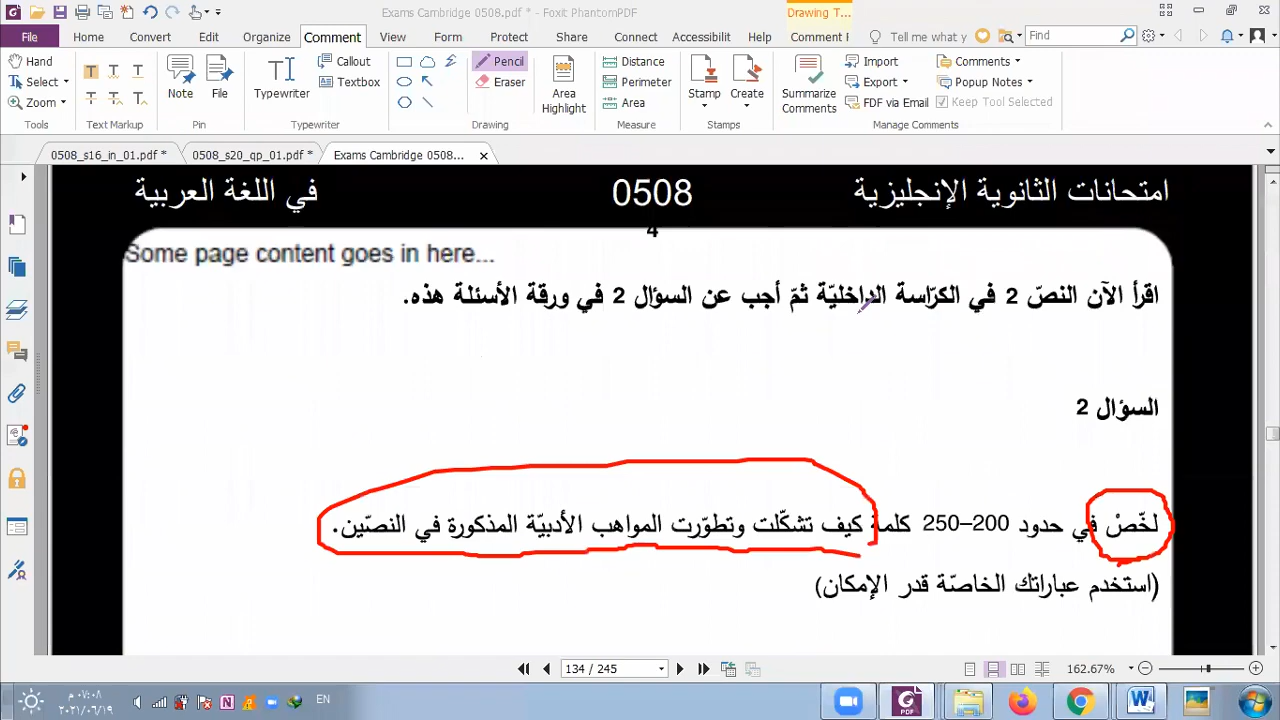 Exams Cambridge 0508.pdf * - Foxit PhantomPDF
Drawing T...
File Home Convert Edit Organize Comment View Form Protect Share Connect Accessibilit Help Comment F Tell me what y Find
Hand
Select
Zoom
Tools
Text Markup
Note
File
Pin
Typewriter
Callout
Textbox
Typewriter
Pencil
Eraser
Area Highlight
Drawing
Distance
Perimeter
Area
Measure
Stamp
Create
Stamps
Summarize Comments
Import
Export
FDF via Email
Comments
Popup Notes
Keep Tool Selected
Manage Comments
0508_s16_in_01.pdf * 0508_s20_qp_01.pdf * Exams Cambridge 0508...
امتحانات الثانوية الإنجليزية 0508 في اللغة العربية
4
Some page content goes in here...
اقرأ الآن النصّ 2 في الكرّاسة الداخليّة ثمّ أجب عن السؤال 2 في ورقة الأسئلة هذه.
السؤال 2
لخّصْ في حدود 200–250 كلمة كيف تشكّلت وتطوّرت المواهب الأدبيّة المذكورة في النصّين.
(استخدم عباراتك الخاصّة قدر الإمكان)
134 / 245
162.67%
٠٧:٠٨ م
٢٠٢١/٠٦/١٩
EN